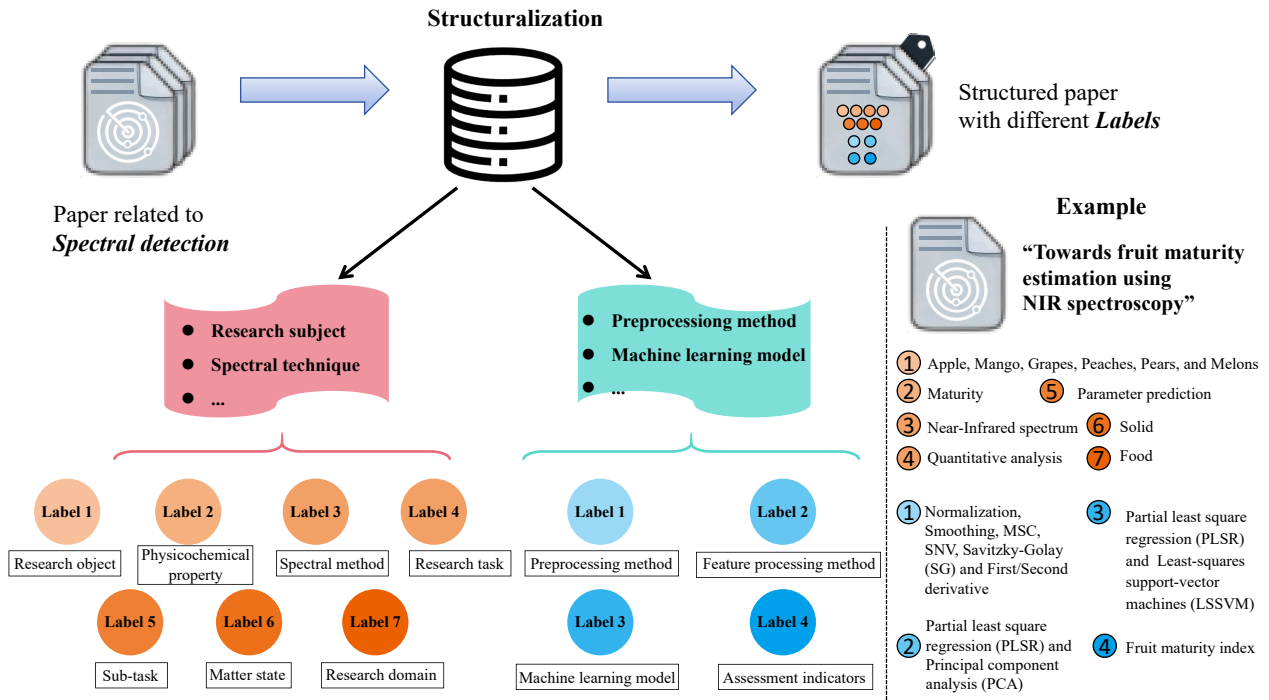 Structuralization
Paper related to
Spectral detection
Structured paper
with different Labels
● Research subject
● Spectral technique
● ...
● Preprocessiong method
● Machine learning model
● ...
Label 1
Research object
Label 2
Physicochemical
property
Label 3
Spectral method
Label 4
Research task
Label 5
Sub-task
Label 6
Matter state
Label 7
Research domain
Label 1
Preprocessing method
Label 2
Feature processing method
Label 3
Machine learning model
Label 4
Assessment indicators
Example
“Towards fruit maturity
estimation using
NIR spectroscopy”
1 Apple, Mango, Grapes, Peaches, Pears, and Melons
2 Maturity
5 Parameter prediction
3 Near-Infrared spectrum
6 Solid
4 Quantitative analysis
7 Food
1 Normalization,
Smoothing, MSC,
SNV, Savitzky-Golay
(SG) and First/Second
derivative
3 Partial least square
regression (PLSR)
and Least-squares
support-vector
machines (LSSVM)
2 Partial least square
regression (PLSR) and
Principal component
analysis (PCA)
4 Fruit maturity index